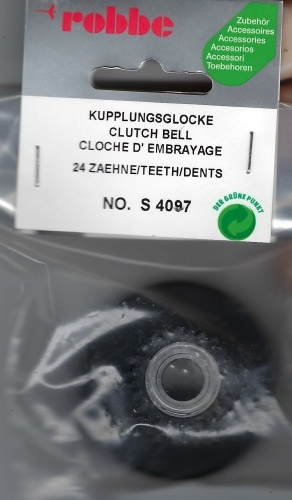 robbe
Zubehör
Accessoires
Accessories
Accesorios
Accessori
Toebehoren
KUPPLUNGSGLOCKE
CLUTCH BELL
CLOCHE D' EMBRAYAGE
24 ZAEHNE/TEETH/DENTS
NO. S 4097
DER GRÜNE PUNKT